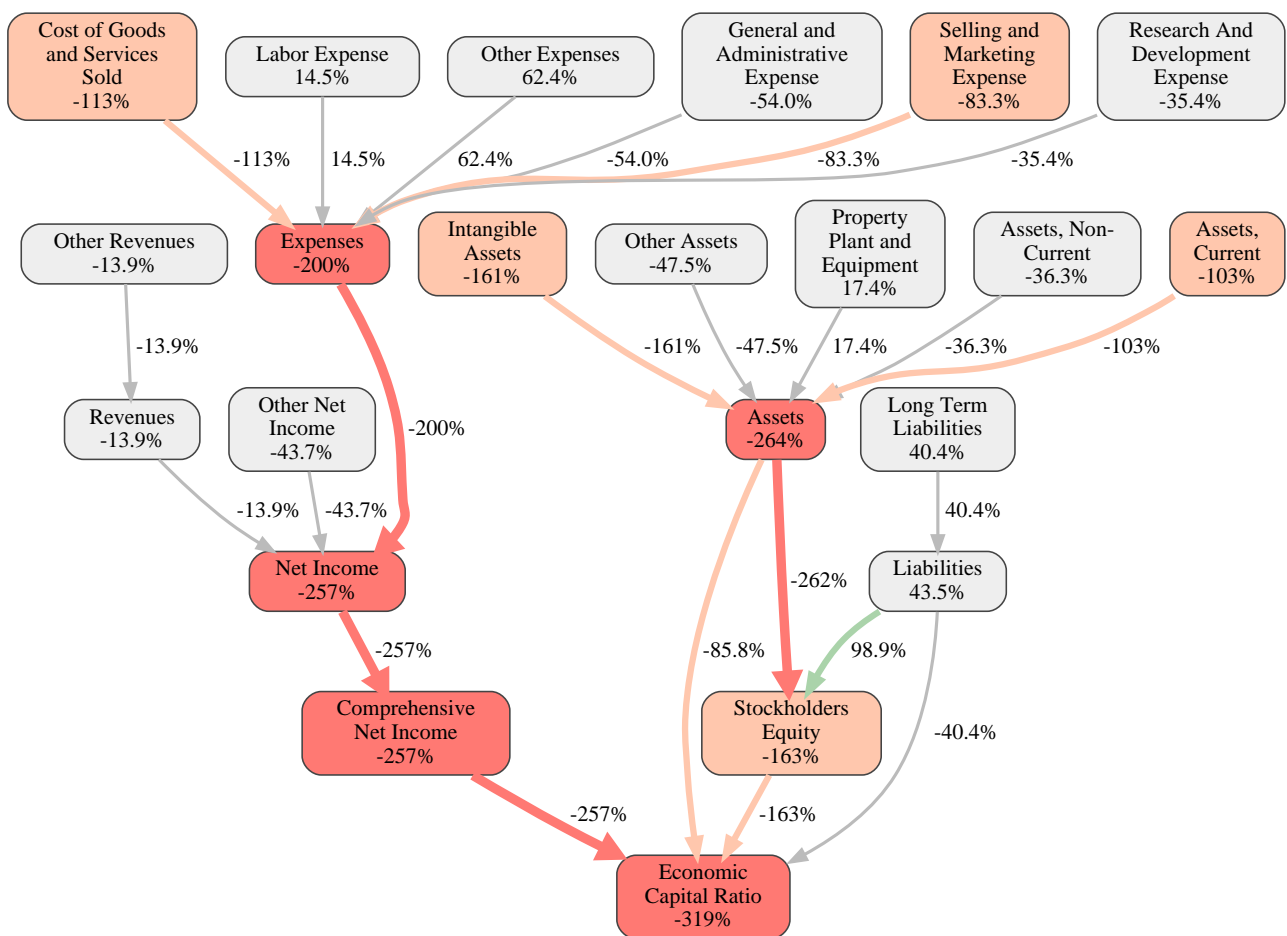 Cost of Goods
and Services
Sold
-113%
Labor Expense
14.5%
Other Expenses
62.4%
General and
Administrative
Expense
-54.0%
Selling and
Marketing
Expense
-83.3%
Research And
Development
Expense
-35.4%
-113%
14.5%
62.4%
-54.0%
-83.3%
-35.4%
Other Revenues
-13.9%
Expenses
-200%
Intangible
Assets
-161%
Other Assets
-47.5%
Property
Plant and
Equipment
17.4%
Assets, Non-
Current
-36.3%
Assets,
Current
-103%
-13.9%
-161%
-47.5%
17.4%
-36.3%
-103%
Revenues
-13.9%
Other Net
Income
-43.7%
-200%
Assets
-264%
Long Term
Liabilities
40.4%
-13.9%
-43.7%
40.4%
Net Income
-257%
-262%
Liabilities
43.5%
-257%
-85.8%
98.9%
Comprehensive
Net Income
-257%
Stockholders
Equity
-163%
-40.4%
-257%
-163%
Economic
Capital Ratio
-319%